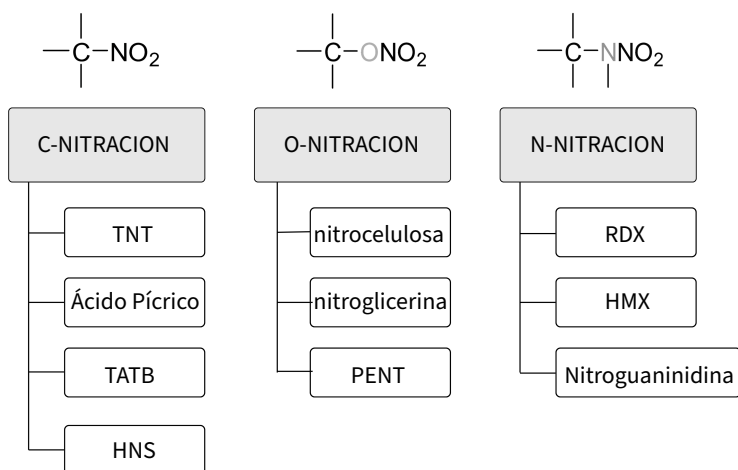 C-NO2
C-ONO2
C-NNO2
C-NITRACION
O-NITRACION
N-NITRACION
TNT
Ácido Pícrico
TATB
HNS
nitrocelulosa
nitroglicerina
PENT
RDX
HMX
Nitroguaninidina